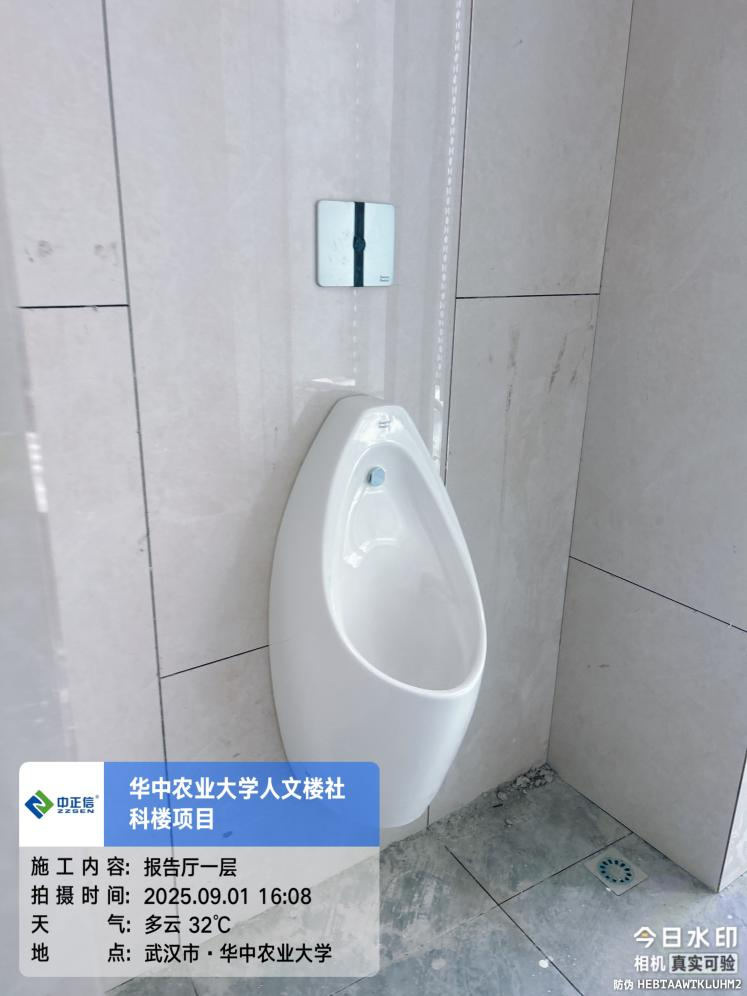 中正信®
ZZSEN
华中农业大学人文楼社
科楼项目
施工内容: 报告厅一层
拍摄时间: 2025.09.01 16:08
天气: 多云 32℃
地点: 武汉市·华中农业大学
今日水印
相机 真实可验
防伪 HEBTAAWTKLUHM2